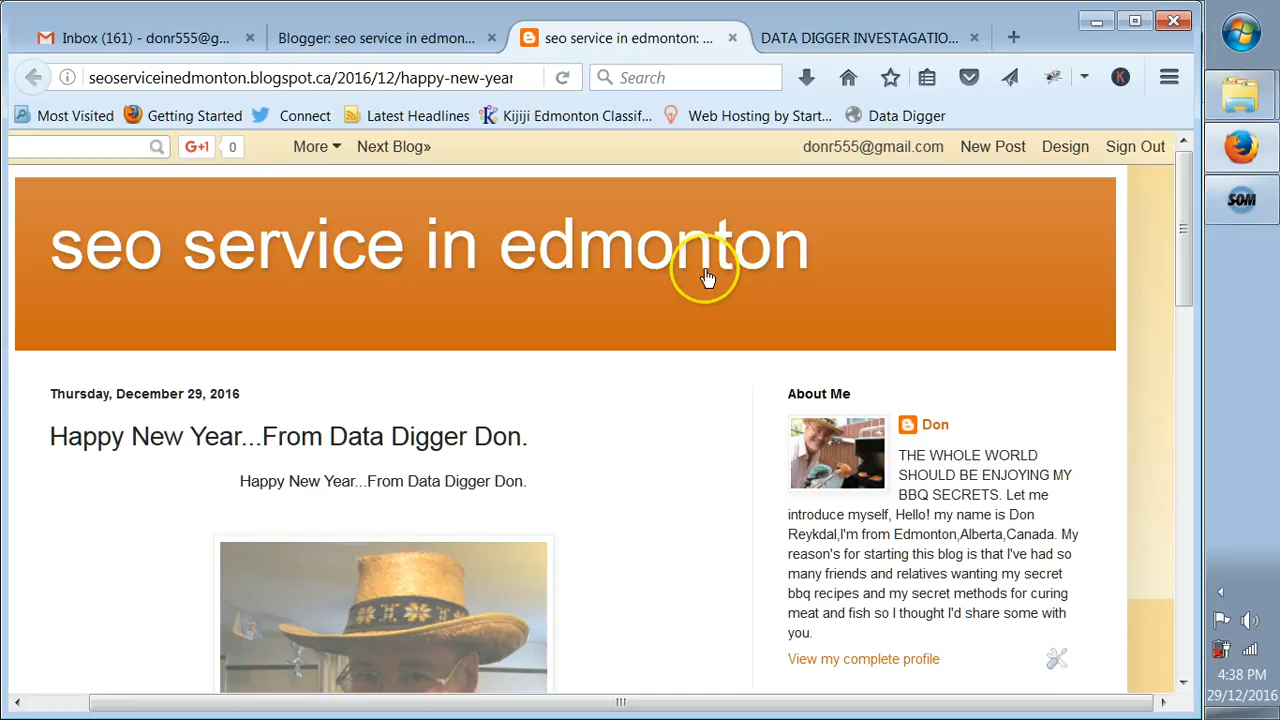 Inbox (161) - donr555@g...
Blogger: seo service in edmon...
seo service in edmonton: ...
DATA DIGGER INVESTAGATIO...
seoserviceinedmonton.blogspot.ca/2016/12/happy-new-year
Search
K
Most Visited
Getting Started
Connect
Latest Headlines
Kijiji Edmonton Classif...
Web Hosting by Start...
Data Digger
G+1
0
More
Next Blog»
donr555@gmail.com
New Post
Design
Sign Out
SOM
seo service in edmonton
Thursday, December 29, 2016
Happy New Year...From Data Digger Don.
Happy New Year...From Data Digger Don.
About Me
Don
THE WHOLE WORLD
SHOULD BE ENJOYING MY
BBQ SECRETS. Let me
introduce myself, Hello! my name is Don
Reykdal,I'm from Edmonton,Alberta,Canada. My
reason's for starting this blog is that I've had so
many friends and relatives wanting my secret
bbq recipes and my secret methods for curing
meat and fish so I thought I'd share some with
you.
View my complete profile
4:38 PM
29/12/2016